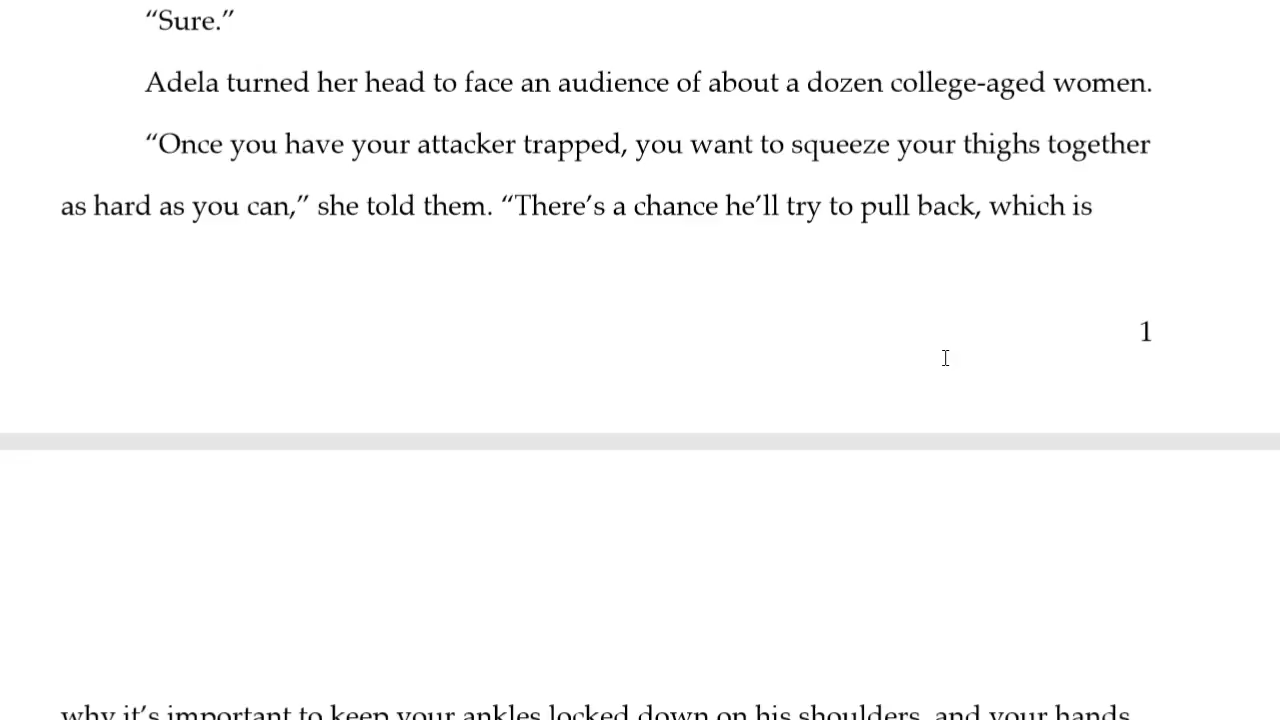 “Sure.”
Adela turned her head to face an audience of about a dozen college-aged women.
“Once you have your attacker trapped, you want to squeeze your thighs together
as hard as you can,” she told them. “There’s a chance he’ll try to pull back, which is
1
why it’s important to keep your ankles locked down on his shoulders, and your hands